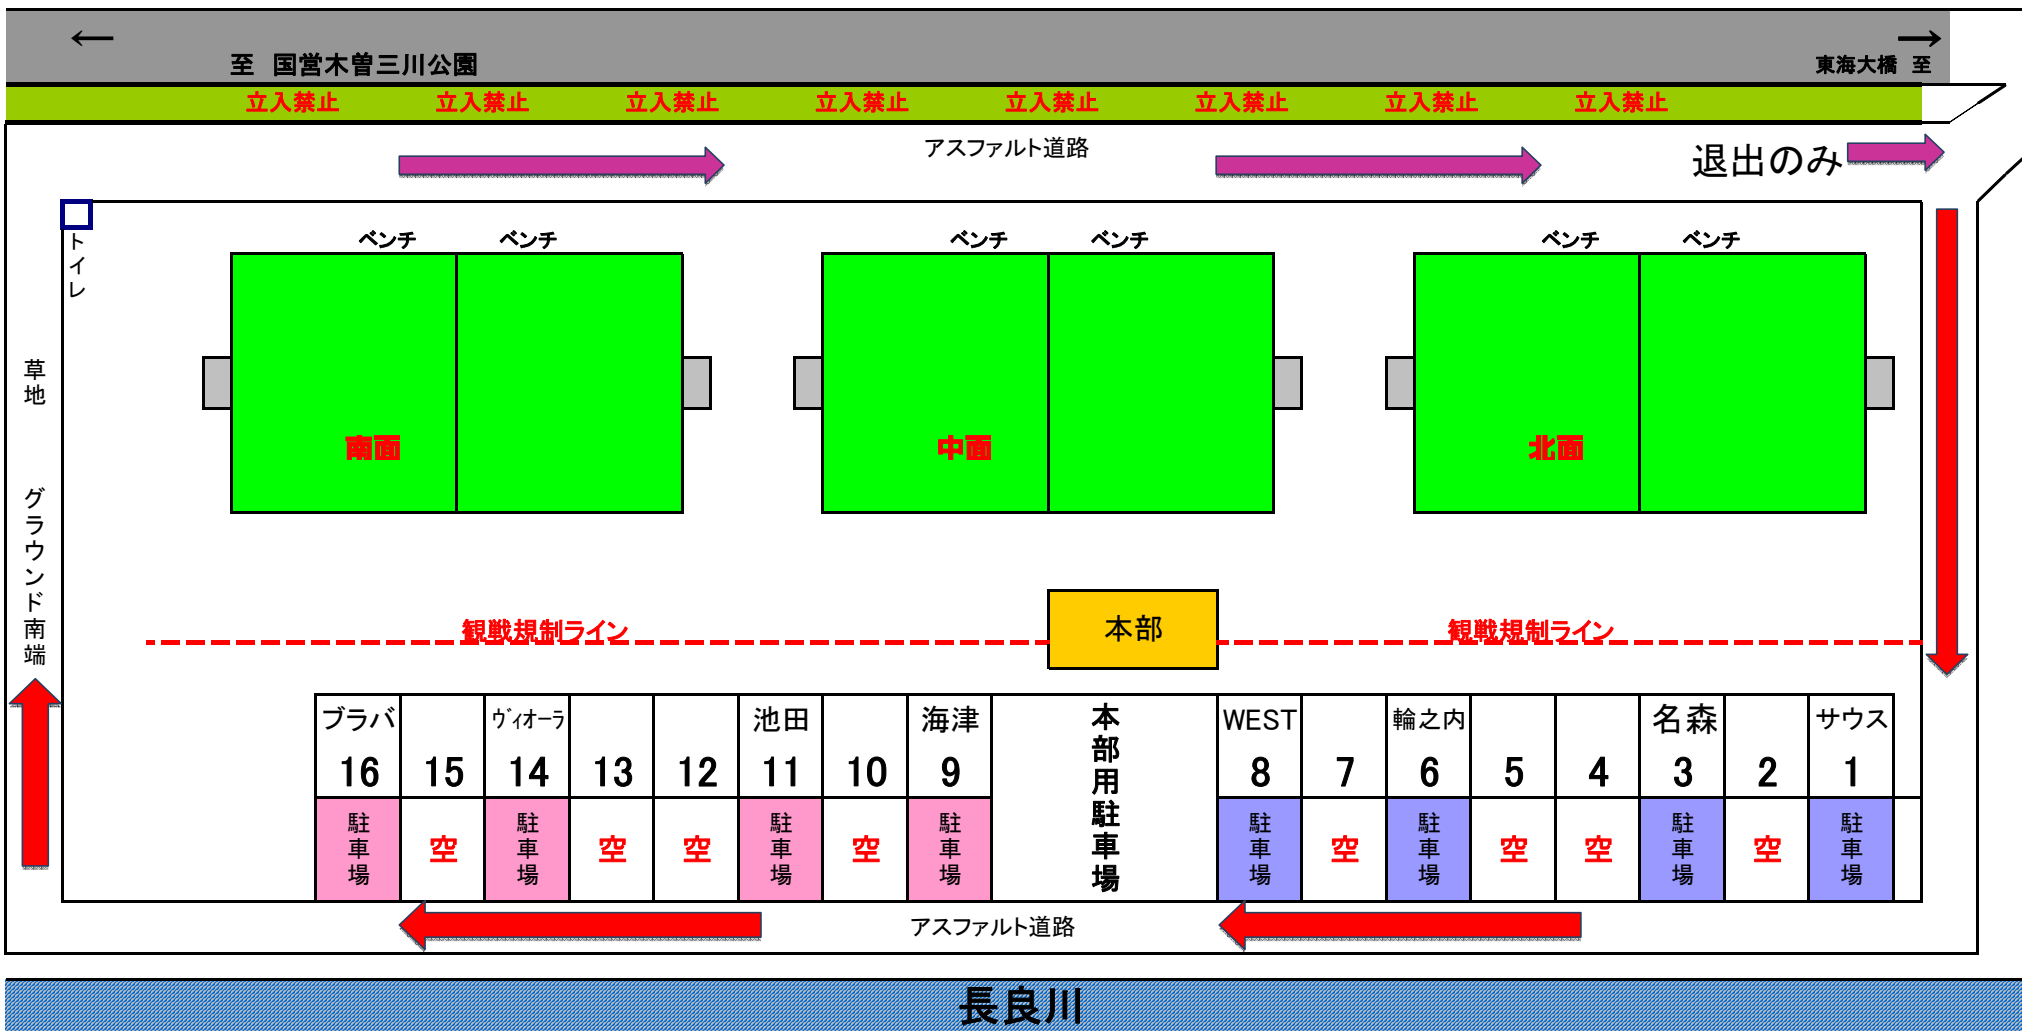 ←
→
至 国営木曽三川公園
東海大橋 至
立入禁止 立入禁止 立入禁止 立入禁止 立入禁止 立入禁止 立入禁止 立入禁止
アスファルト道路
退出のみ
トイレ
ベンチ ベンチ ベンチ ベンチ ベンチ ベンチ
草地 グラウンド南端
南面 中面 北面
本部
観戦規制ライン 観戦規制ライン
ブラバ ヴィオーラ 池田 海津 本部用駐車場 WEST 輪之内 名森 サウス
16 15 14 13 12 11 10 9 8 7 6 5 4 3 2 1
駐車場 空 駐車場 空 空 駐車場 空 駐車場 駐車場 空 駐車場 空 空 駐車場 空 駐車場
アスファルト道路
長良川